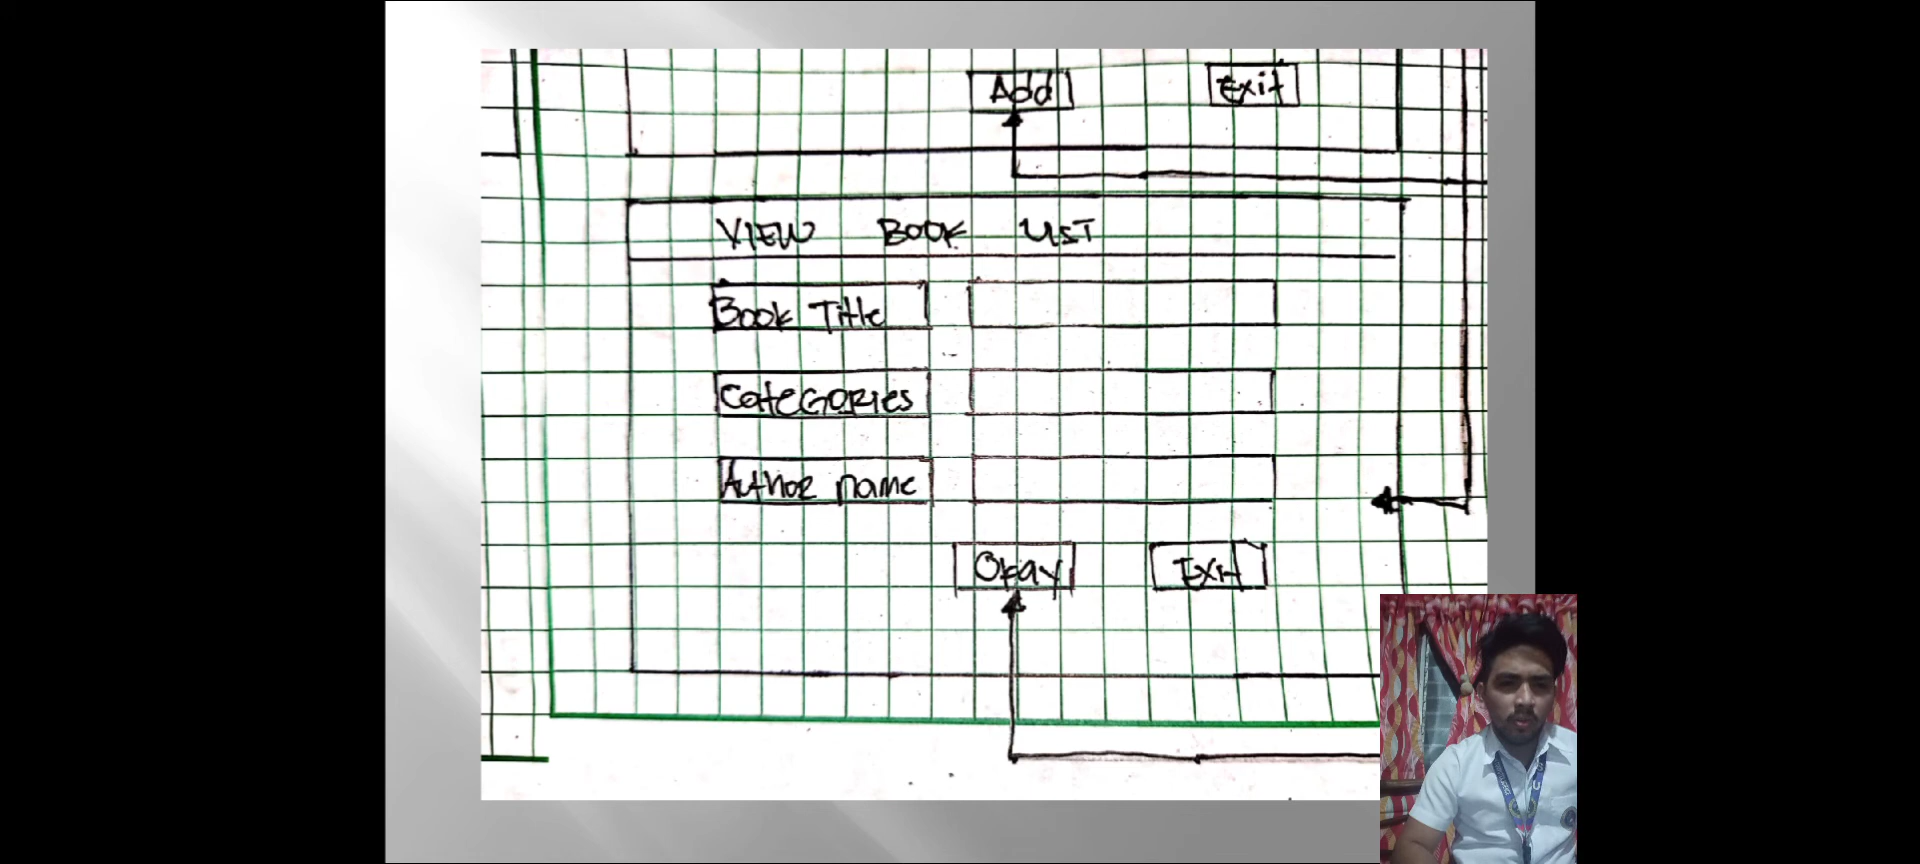 Add Exit
VIEW BOOK LIST
Book Title
CATEGORIES
Author name
Okay Exit